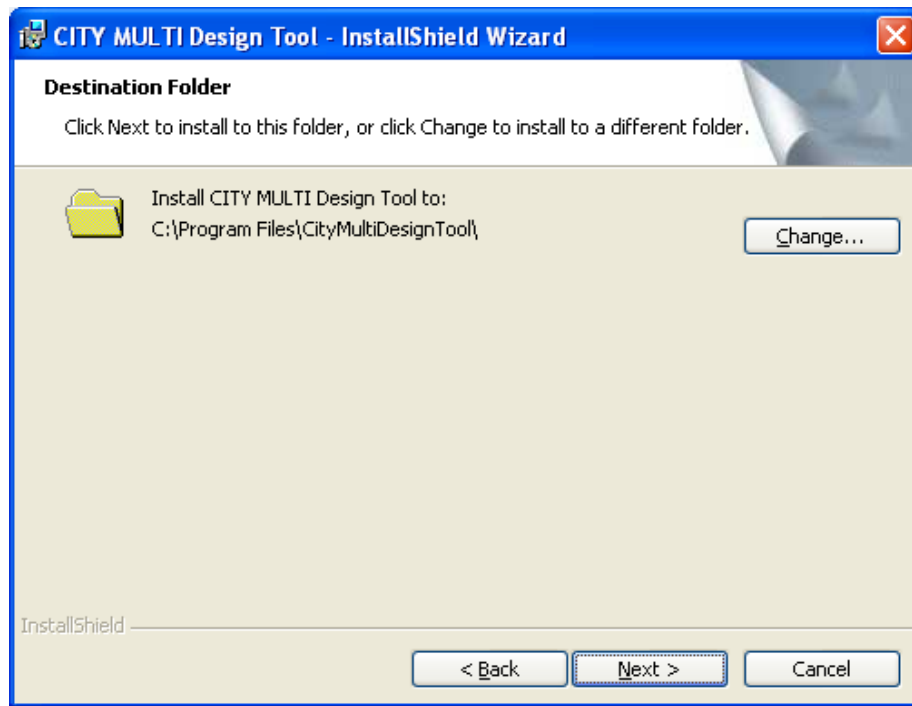 CITY MULTI Design Tool - InstallShield Wizard
Destination Folder
Click Next to install to this folder, or click Change to install to a different folder.
Install CITY MULTI Design Tool to:
C:\Program Files\CityMultiDesignTool\
Change...
InstallShield
< Back
Next >
Cancel